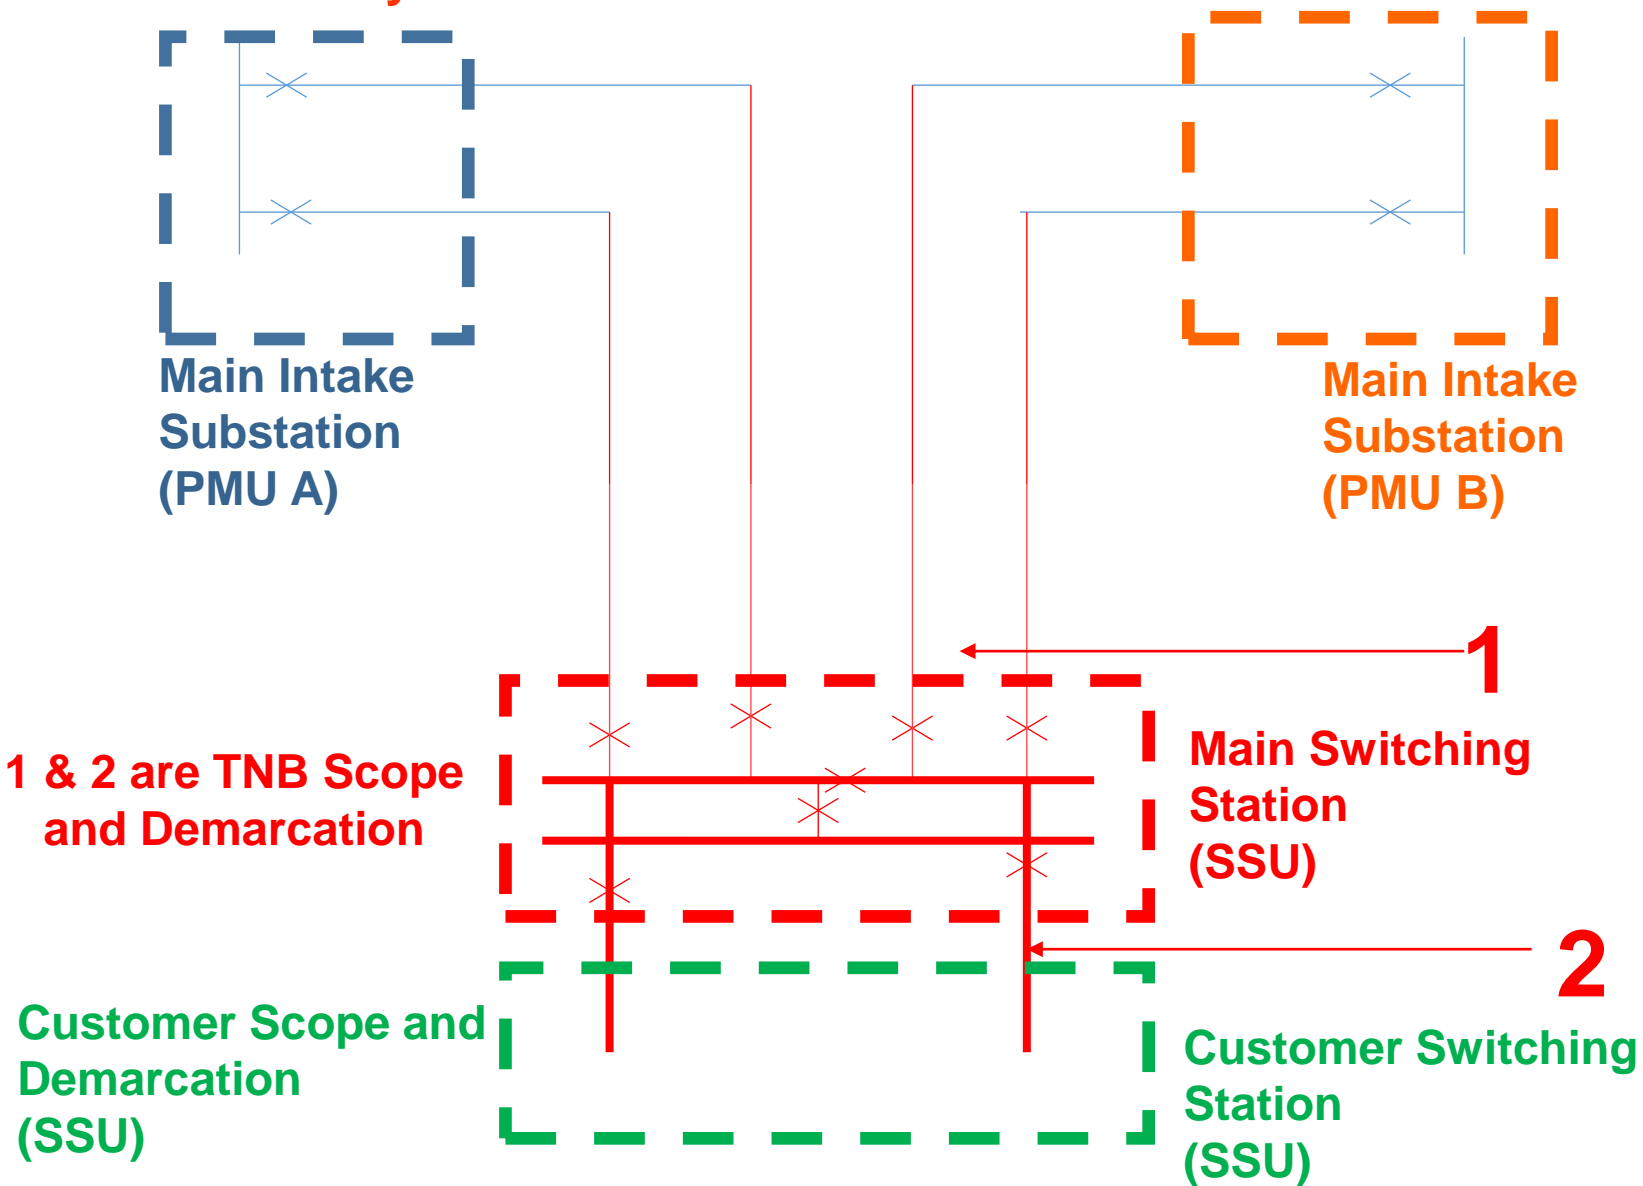 Main Intake
Substation
(PMU A)
Main Intake
Substation
(PMU B)
1
1 & 2 are TNB Scope
and Demarcation
Main Switching
Station
(SSU)
2
Customer Scope and
Demarcation
(SSU)
Customer Switching
Station
(SSU)